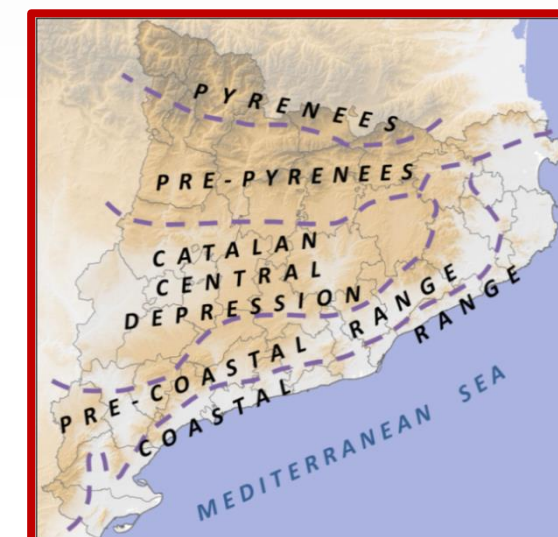 PYRENEES
PRE-PYRENEES
CATALAN
CENTRAL
DEPRESSION
PRE-COASTAL RANGE
COASTAL RANGE
MEDITERRANEAN SEA